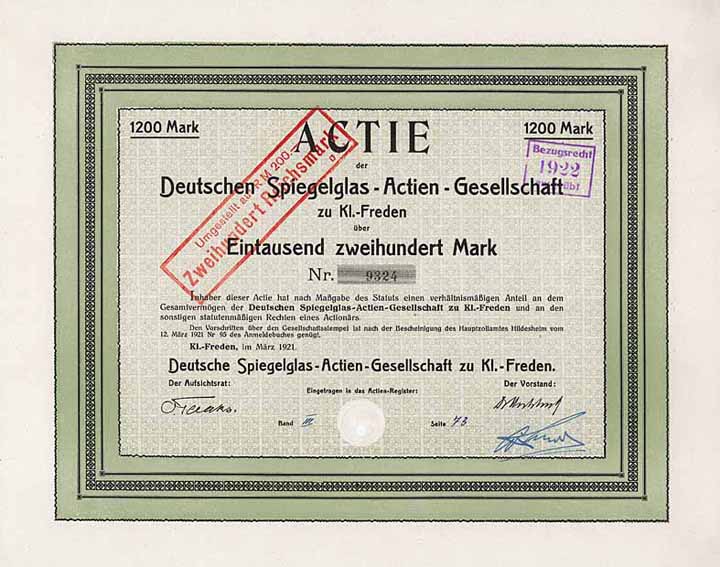 1200 Mark ACTIE 1200 Mark
der
Deutschen Spiegelglas-Actien-Gesellschaft
zu Kl.-Freden
über
Eintausend zweihundert Mark
Nr. 9324
Inhaber dieser Actie hat nach Maßgabe des Statuts einen verhältnismäßigen Anteil an dem
Gesamtvermögen der Deutschen Spiegelglas-Actien-Gesellschaft zu Kl.-Freden und an den
sonstigen statutenmäßigen Rechten eines Actionärs.
Den Vorschriften über den Gesellschaftsstempel ist nach der Bescheinigung des Hauptzollamtes Hildesheim vom
12. März 1921 Nr 95 des Anmeldebuches genügt.
Kl.-Freden, im März 1921.
Deutsche Spiegelglas-Actien-Gesellschaft zu Kl.-Freden.
Der Aufsichtsrat: Eingetragen in das Actien-Register: Der Vorstand:
Band III Seite 73
Umgestellt auf R.M 200.—
Zweihundert Reichsmark
Bezugsrecht
1922